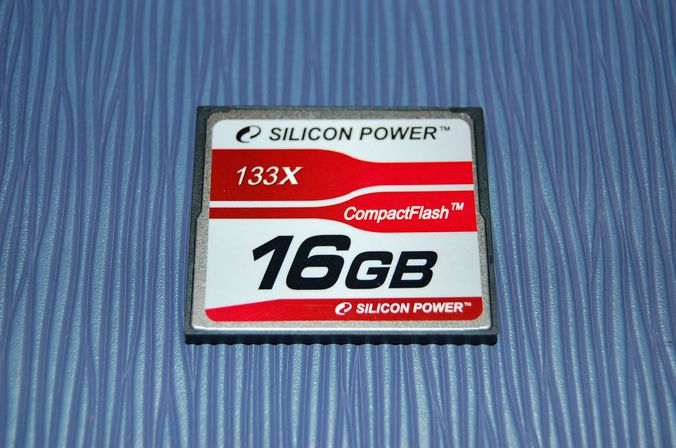 SILICON POWER™
133X
CompactFlash™
16GB
SILICON POWER™